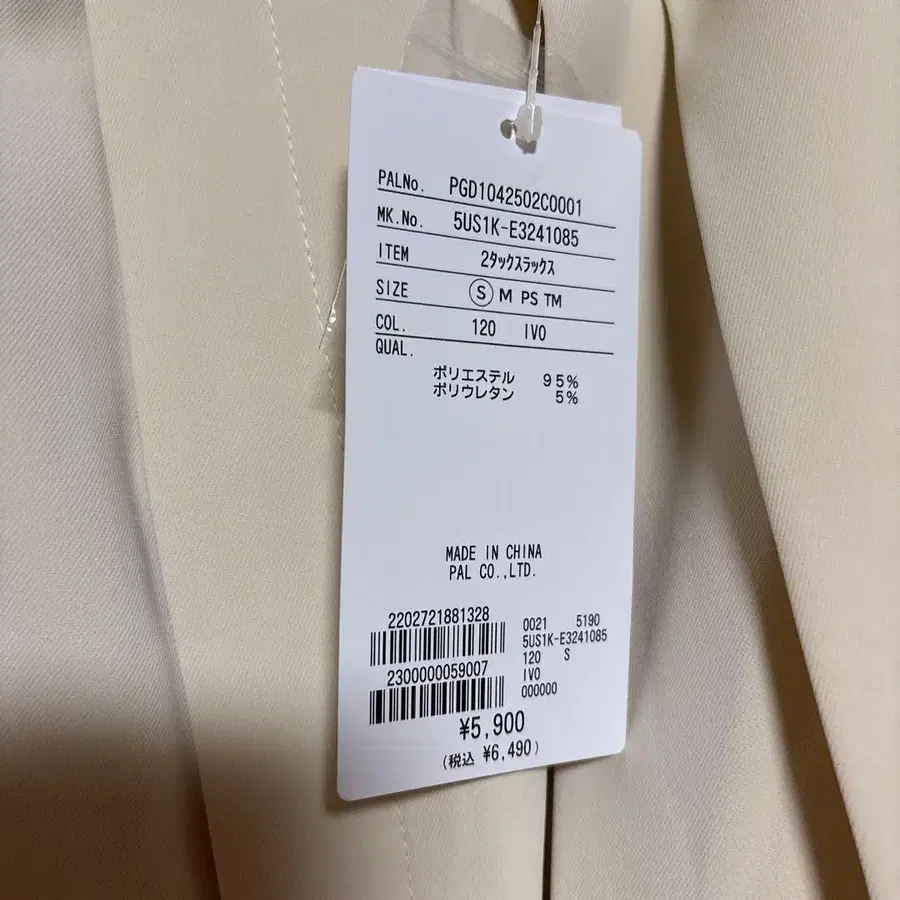 PALNo. PGD1042502C0001
MK.No. 5US1K-E3241085
ITEM 2タックスラックス
SIZE Ⓢ M PS TM
COL. 120 IVO
QUAL.
ポリエステル 95%
ポリウレタン 5%
MADE IN CHINA
PAL CO.,LTD.
2202721881328
2300000059007
0021 5190
5US1K-E3241085
120 S
IVO
000000
¥5,900
(税込 ¥6,490)